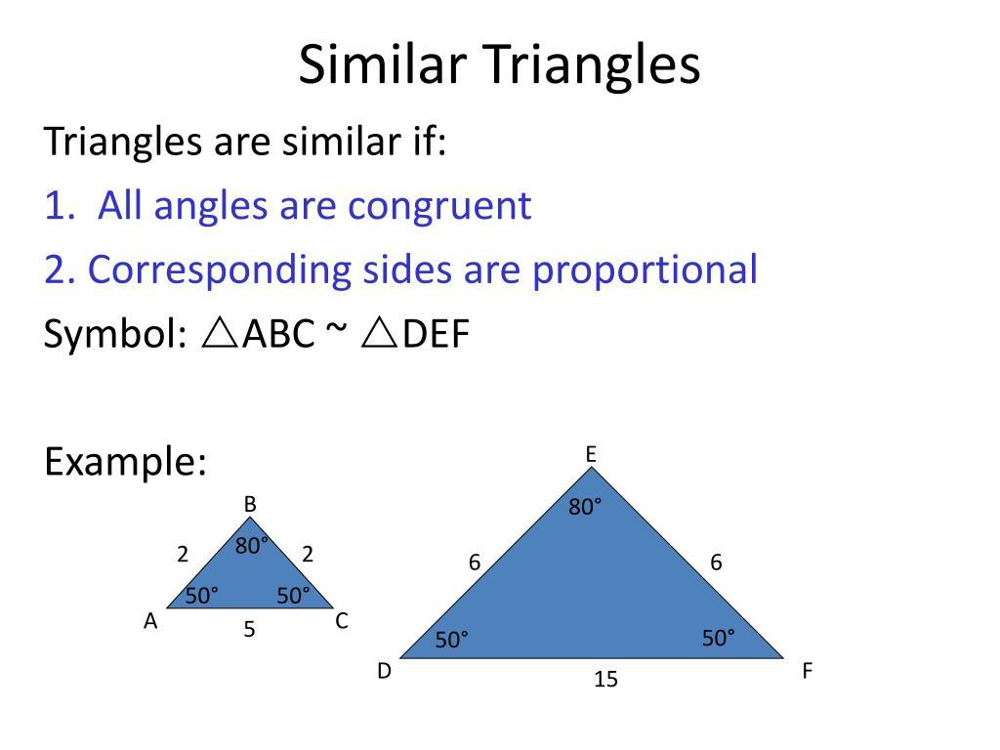 Similar Triangles
Triangles are similar if:
1. All angles are congruent
2. Corresponding sides are proportional
Symbol: △ABC ~ △DEF
Example:
B
2
80°
2
50°
50°
A
5
C
E
80°
6
6
50°
50°
D
15
F